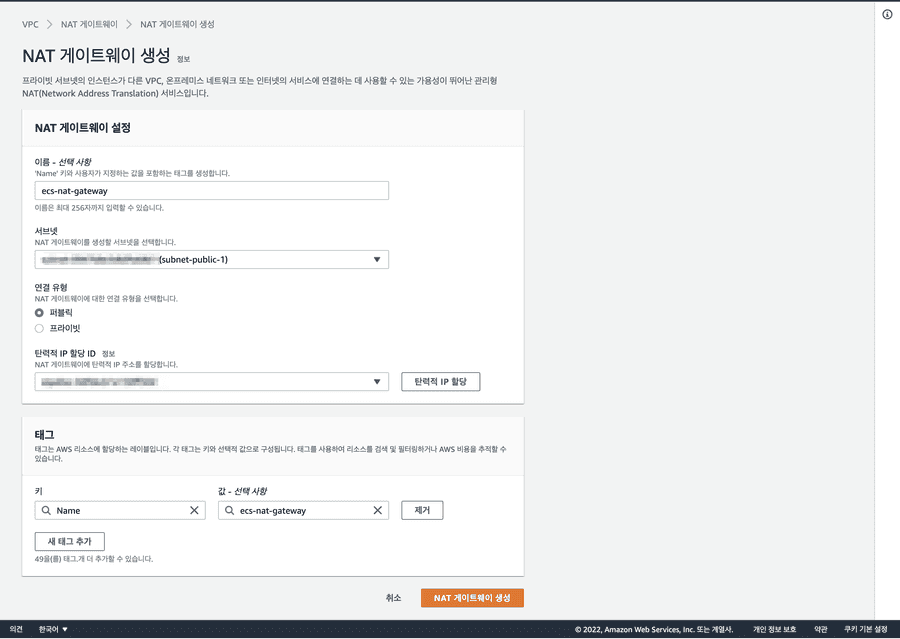 VPC > NAT 게이트웨이 > NAT 게이트웨이 생성
NAT 게이트웨이 생성 정보
프라이빗 서브넷의 인스턴스가 다른 VPC, 온프레미스 네트워크 또는 인터넷의 서비스에 연결하는 데 사용할 수 있는 가용성이 뛰어난 관리형
NAT(Network Address Translation) 서비스입니다.
NAT 게이트웨이 설정
이름 - 선택 사항
'Name' 키와 사용자가 지정하는 값을 포함하는 태그를 생성합니다.
ecs-nat-gateway
이름은 최대 256자까지 입력할 수 있습니다.
서브넷
NAT 게이트웨이를 생성할 서브넷을 선택합니다.
(subnet-public-1)
연결 유형
NAT 게이트웨이에 대한 연결 유형을 선택합니다.
퍼블릭
프라이빗
탄력적 IP 할당 ID 정보
NAT 게이트웨이에 탄력적 IP 주소를 할당합니다.
탄력적 IP 할당
태그
태그는 AWS 리소스에 할당하는 레이블입니다. 각 태그는 키와 선택적 값으로 구성됩니다. 태그를 사용하여 리소스를 검색 및 필터링하거나 AWS 비용을 추적할 수
있습니다.
키 값 - 선택 사항
Name ecs-nat-gateway 제거
새 태그 추가
49을(를) 태그.개 더 추가할 수 있습니다.
취소 NAT 게이트웨이 생성
의견 한국어 © 2022, Amazon Web Services, Inc. 또는 계열사. 개인 정보 보호 약관 쿠키 기본 설정